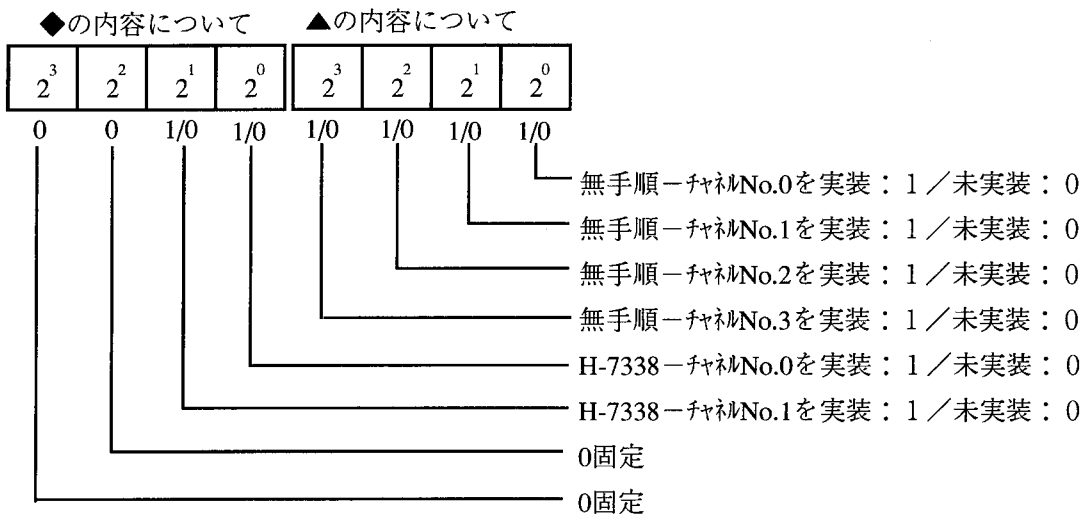 ◆の内容について ▲の内容について
2³ 2² 2¹ 2⁰ 2³ 2² 2¹ 2⁰
0 0 1/0 1/0 1/0 1/0 1/0 1/0
無手順－ﾁｬﾈﾙNo.0を実装：１／未実装：０
無手順－ﾁｬﾈﾙNo.1を実装：１／未実装：０
無手順－ﾁｬﾈﾙNo.2を実装：１／未実装：０
無手順－ﾁｬﾈﾙNo.3を実装：１／未実装：０
H-7338－ﾁｬﾈﾙNo.0を実装：１／未実装：０
H-7338－ﾁｬﾈﾙNo.1を実装：１／未実装：０
0固定
0固定